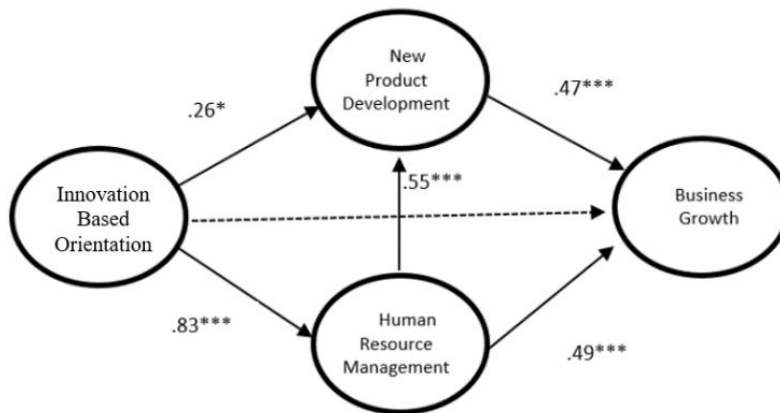 New
Product
Development
.47***
.26*
.55***
Innovation
Based
Orientation
Business
Growth
.83***
Human
Resource
Management
.49***